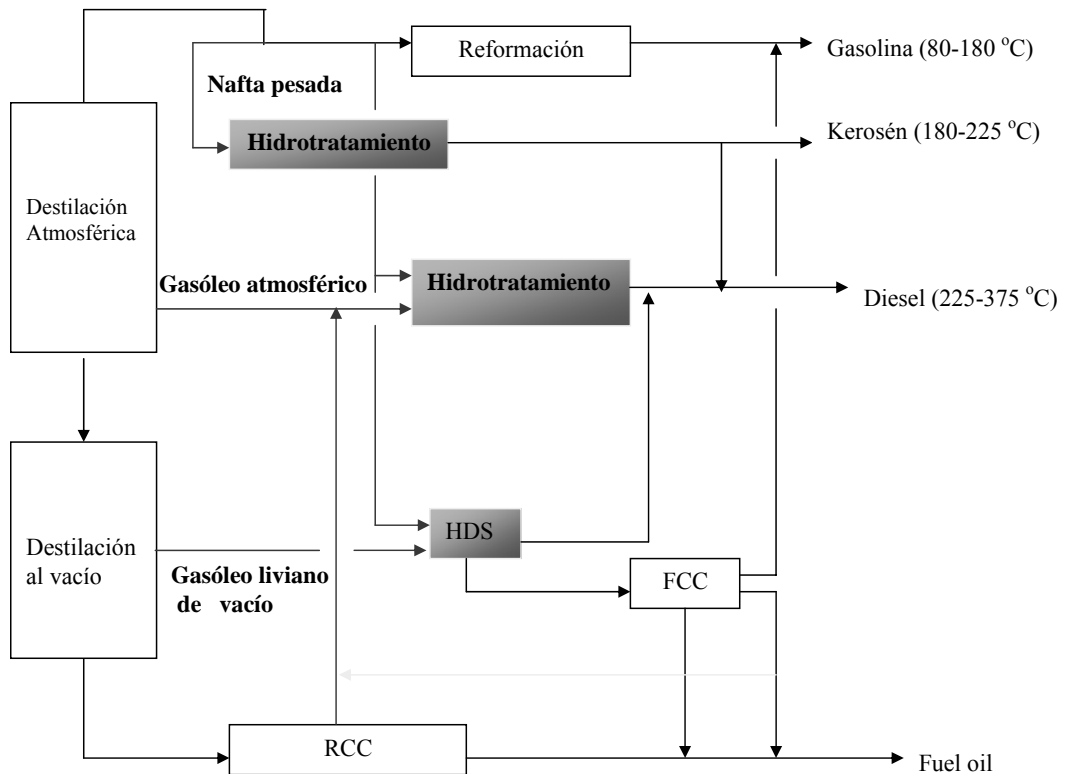 Reformación
Gasolina (80-180 °C)
Nafta pesada
Hidrotratamiento
Kerosén (180-225 °C)
Destilación
Atmosférica
Gasóleo atmosférico
Hidrotratamiento
Diesel (225-375 °C)
HDS
Destilación
al vacío
Gasóleo liviano
de vacío
FCC
RCC
Fuel oil